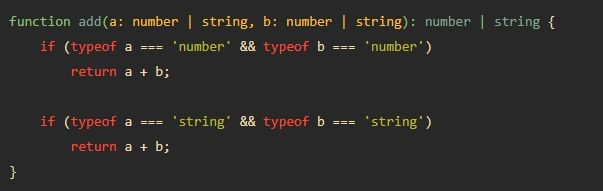 function add(a: number | string, b: number | string): number | string {
    if (typeof a === 'number' && typeof b === 'number')
        return a + b;

    if (typeof a === 'string' && typeof b === 'string')
        return a + b;
}